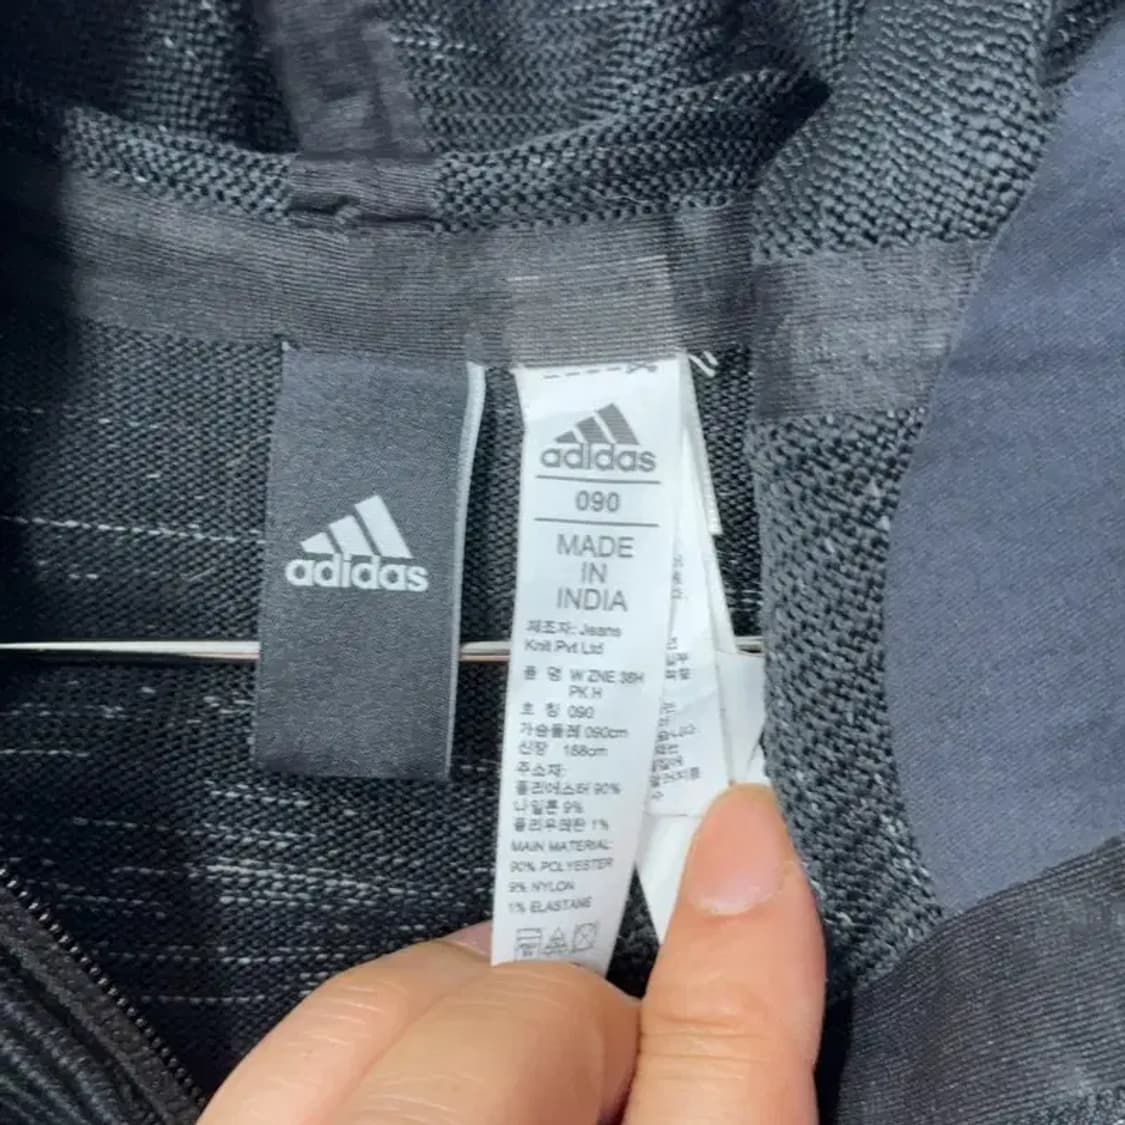 adidas
adidas
090
MADE
IN
INDIA
제조자: Jeans
Knit Pvt Ltd
품 명 W ZNE 36H
PK H
호 칭 090
가슴둘레 090cm
신장 168cm
주소재:
폴리에스터 90%
나일론 9%
폴리우레탄 1%
MAIN MATERIAL:
90% POLYESTER
9% NYLON
1% ELASTANE